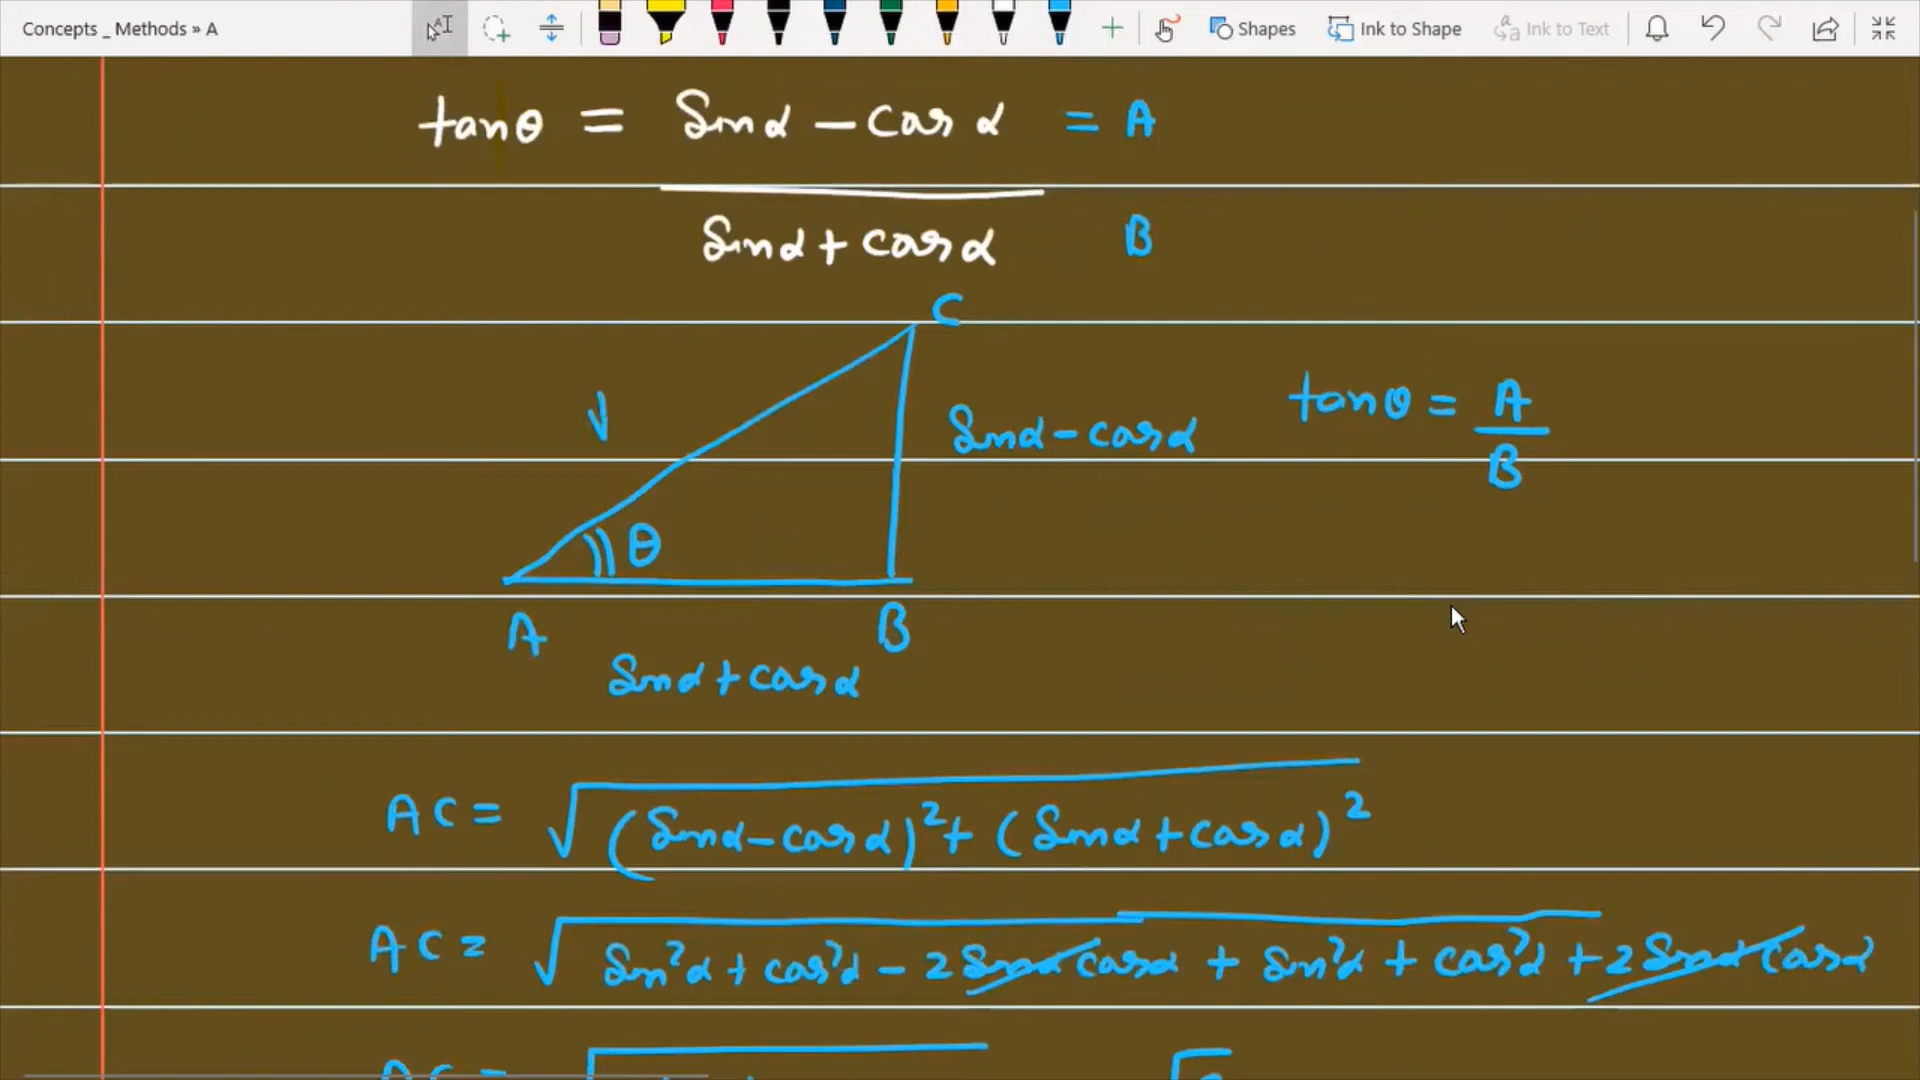 Concepts _ Methods » A
Shapes
Ink to Shape
Ink to Text
tanθ = Sinα – cosα = A
Sinα + cosα B
C
Sinα – cosα
tanθ = A
B
θ
A B
Sinα + cosα
AC = √(Sinα – cosα)² + (Sinα + cosα)²
AC = √Sin²α + cos²α – 2 Sinα cosα + Sin²α + cos²α + 2 Sinα cosα
AC =